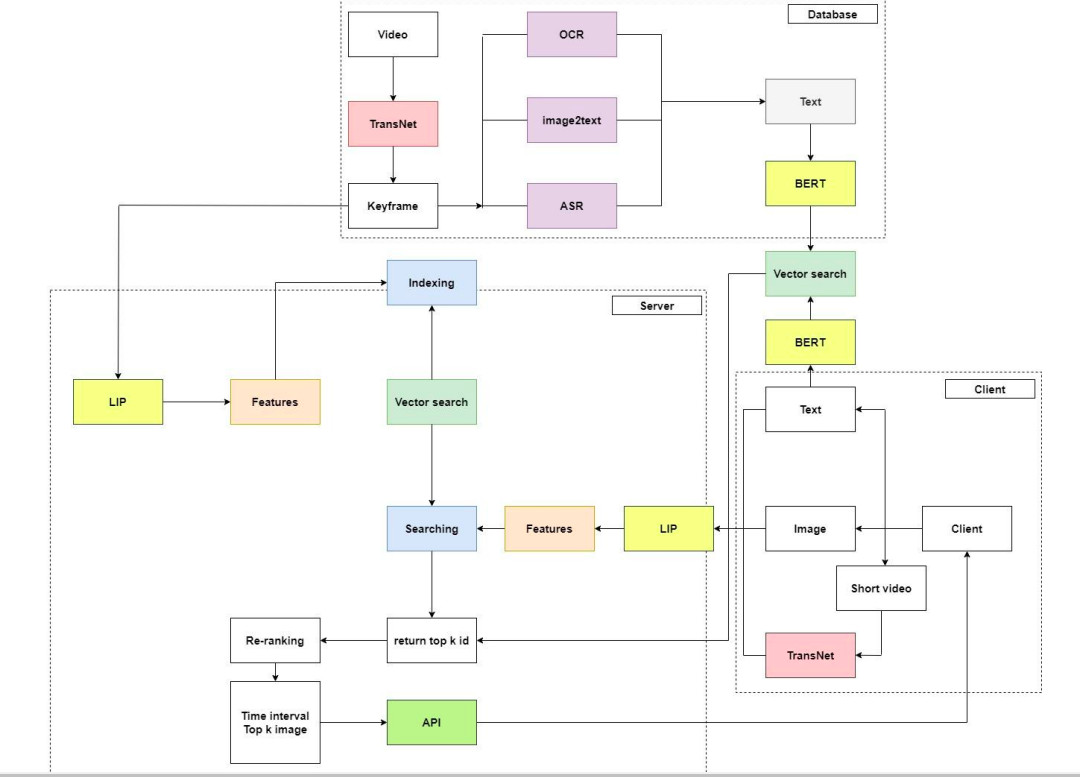 Database
Video
OCR
Text
TransNet
image2text
BERT
Keyframe
ASR
Vector search
Indexing
Server
BERT
LIP
Features
Vector search
Client
Text
Searching
Features
LIP
Image
Client
Short video
Re-ranking
return top k id
TransNet
Time interval
Top k image
API